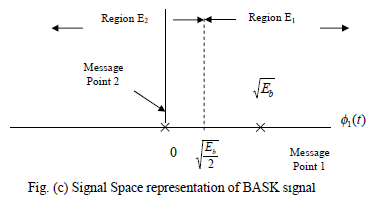 Region E₂
Region E₁
Message
Point 2
√E_b
ϕ₁(t)
0
√(E_b/2)
Message
Point 1
Fig. (c) Signal Space representation of BASK signal